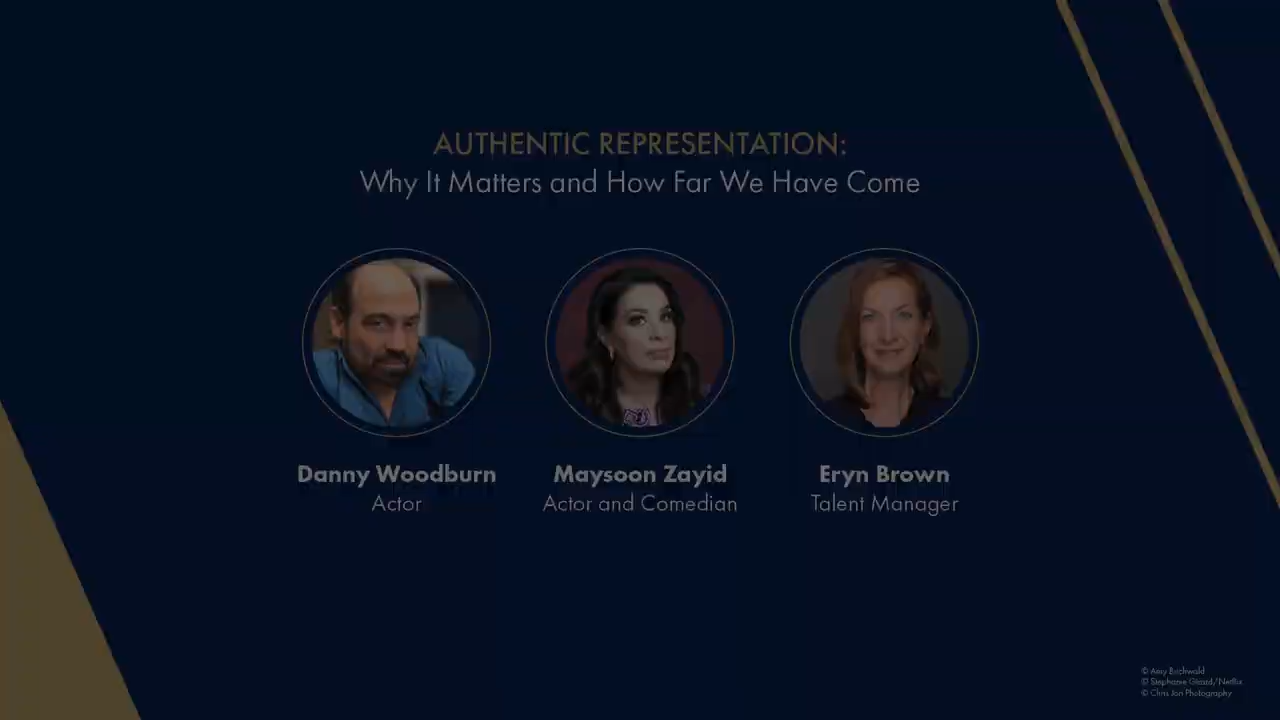 AUTHENTIC REPRESENTATION:
Why It Matters and How Far We Have Come
Danny Woodburn
Actor
Maysoon Zayid
Actor and Comedian
Eryn Brown
Talent Manager
© Amy
© Stephanie Girard/Netflix
© Chris Jon Photography